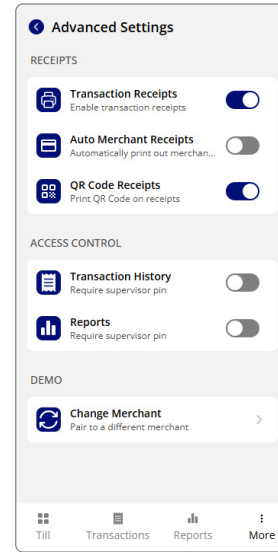 Advanced Settings
RECEIPTS
Transaction Receipts
Enable transaction receipts
Auto Merchant Receipts
Automatically print out merchan...
QR Code Receipts
Print QR Code on receipts
ACCESS CONTROL
Transaction History
Require supervisor pin
Reports
Require supervisor pin
DEMO
Change Merchant
Pair to a different merchant
Till Transactions Reports More